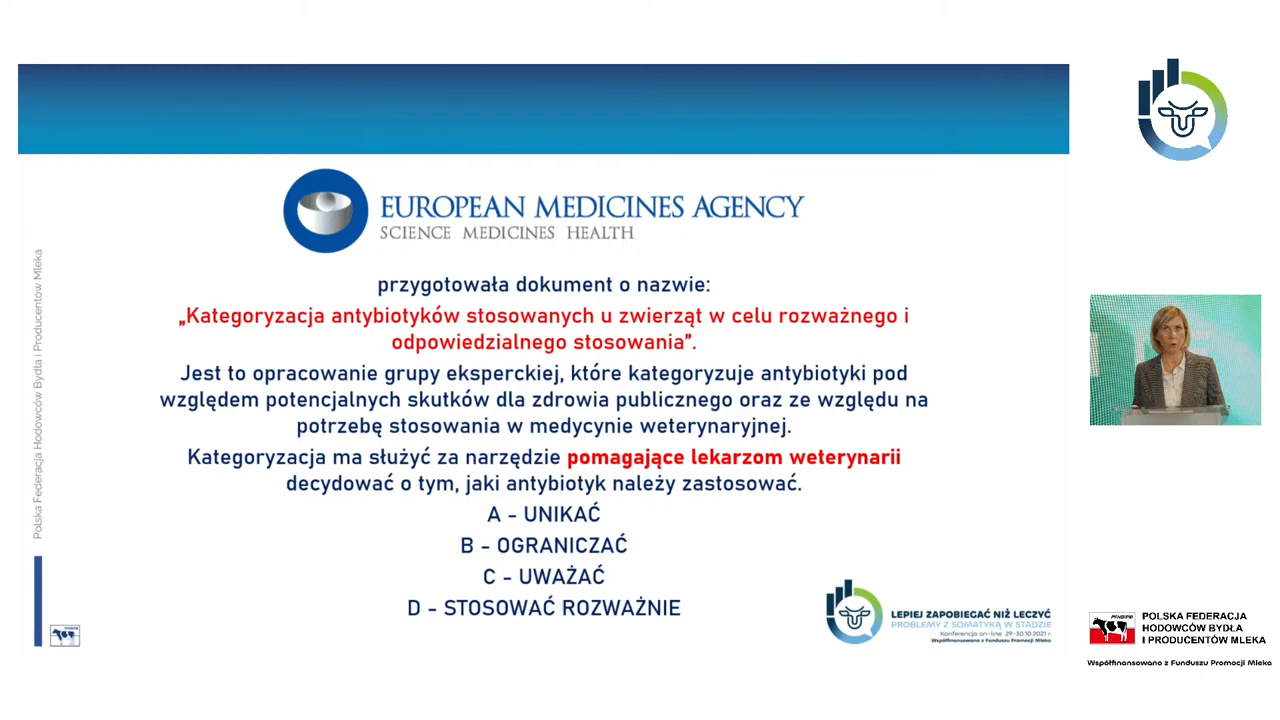 EUROPEAN MEDICINES AGENCY
SCIENCE MEDICINES HEALTH
przygotowała dokument o nazwie:
„Kategoryzacja antybiotyków stosowanych u zwierząt w celu rozważnego i
odpowiedzialnego stosowania”.
Jest to opracowanie grupy eksperckiej, które kategoryzuje antybiotyki pod
względem potencjalnych skutków dla zdrowia publicznego oraz ze względu na
potrzebę stosowania w medycynie weterynaryjnej.
Kategoryzacja ma służyć za narzędzie pomagające lekarzom weterynarii
decydować o tym, jaki antybiotyk należy zastosować.
A - UNIKAĆ
B - OGRANICZAĆ
C - UWAŻAĆ
D - STOSOWAĆ ROZWAŻNIE
Polska Federacja Hodowców Bydła i Producentów Mleka
LEPIEJ ZAPOBIEGAĆ NIŻ LECZYĆ
PROBLEMY Z SOMATYKĄ W STADZIE
Konferencja on-line 29-30.10.2021 r.
Współfinansowano z Funduszu Promocji Mleka
POLSKA FEDERACJA
HODOWCÓW BYDŁA
I PRODUCENTÓW MLEKA
Współfinansowano z Funduszu Promocji Mleka